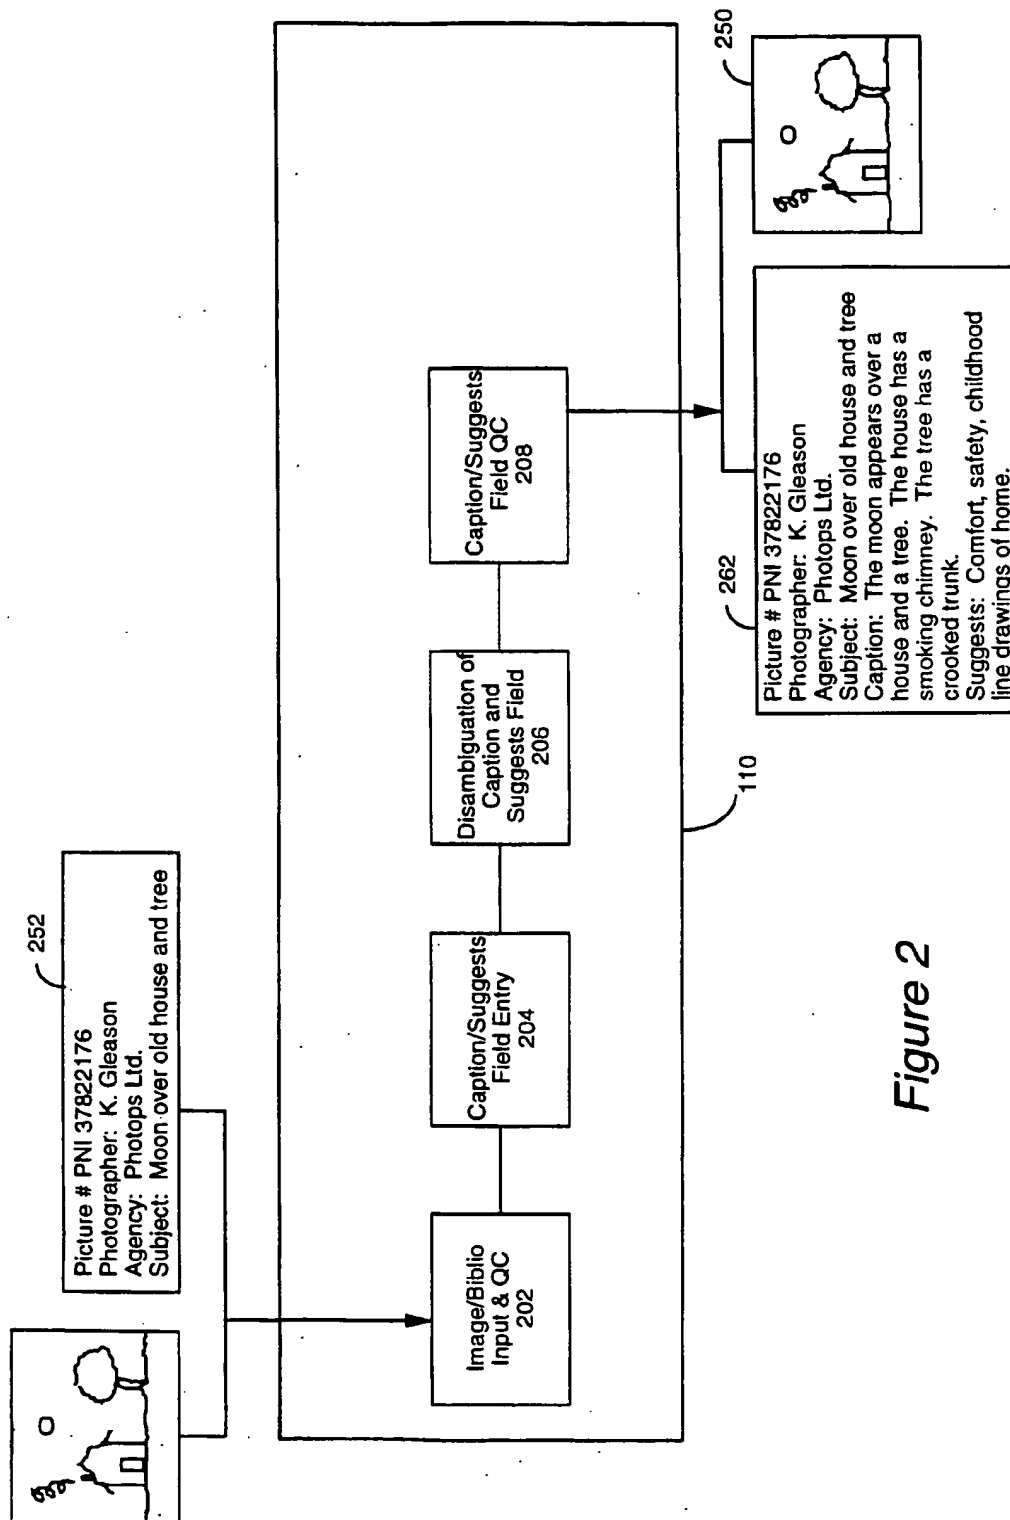 252
Picture # PNI 37822176
Photographer: K. Gleason
Agency: Photops Ltd.
Subject: Moon over old house and tree
Image/Biblio
Input & QC
202
Caption/Suggests
Field Entry
204
Disambiguation of
Caption and
Suggests Field
206
Caption/Suggests
Field QC
208
110
262
Picture # PNI 37822176
Photographer: K. Gleason
Agency: Photops Ltd.
Subject: Moon over old house and tree
Caption: The moon appears over a
house and a tree. The house has a
smoking chimney. The tree has a
crooked trunk.
Suggests: Comfort, safety, childhood
line drawings of home.
250
Figure 2